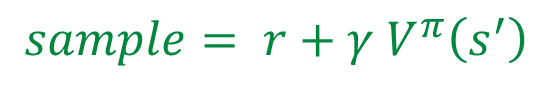 sample = r + γ V^π(s′)